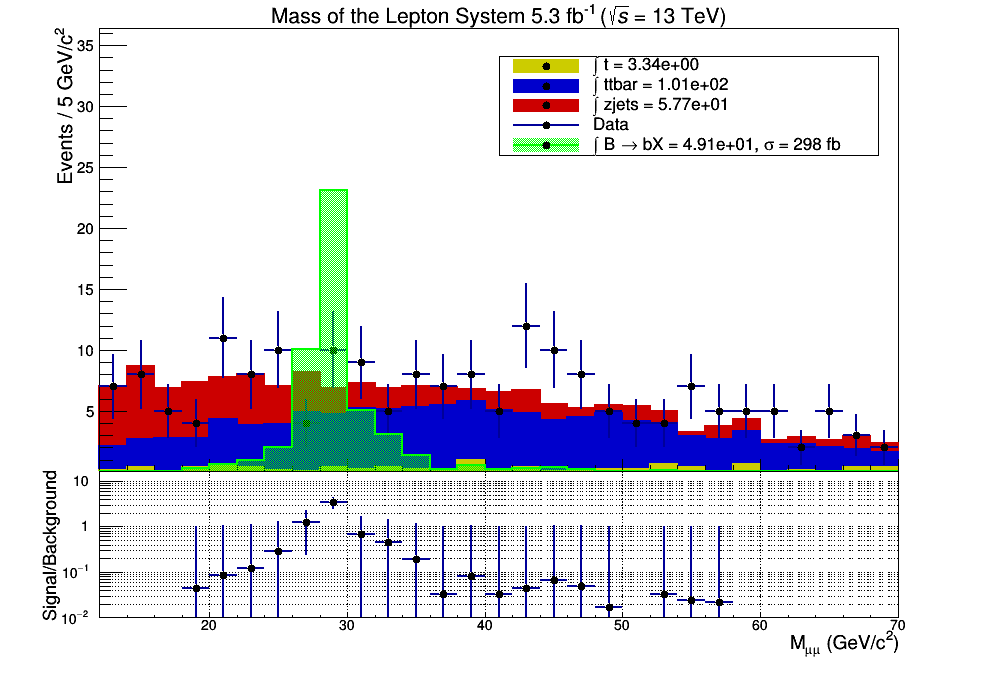 Mass of the Lepton System 5.3 fb⁻¹ (√s = 13 TeV)
Events / 5 GeV/c²
35
30
25
20
15
10
5
∫ t = 3.34e+00
∫ ttbar = 1.01e+02
∫ zjets = 5.77e+01
Data
∫ B → bX = 4.91e+01, σ = 298 fb
Signal/Background
10
1
10⁻¹
10⁻²
20 30 40 50 60 70
M_μμ (GeV/c²)